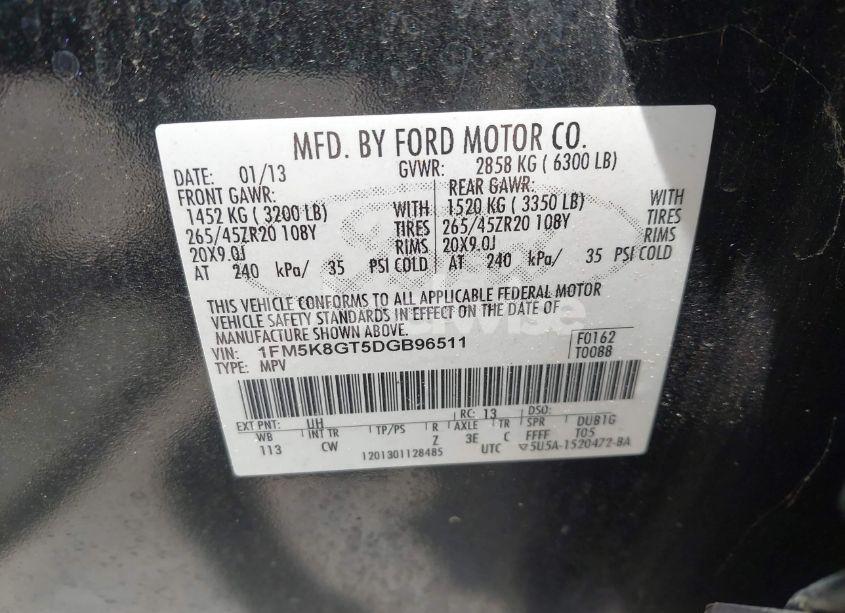 MFD. BY FORD MOTOR CO.
DATE: 01/13 GVWR: 2858 KG ( 6300 LB)
FRONT GAWR: REAR GAWR:
1452 KG ( 3200 LB) WITH 1520 KG ( 3350 LB) WITH
265/45ZR20 108Y TIRES 265/45ZR20 108Y TIRES
20X9.0J RIMS 20X9.0J RIMS
AT 240 kPa/ 35 PSI COLD AT 240 kPa/ 35 PSI COLD
THIS VEHICLE CONFORMS TO ALL APPLICABLE FEDERAL MOTOR
VEHICLE SAFETY STANDARDS IN EFFECT ON THE DATE OF
MANUFACTURE SHOWN ABOVE.
VIN: 1FM5K8GT5DGB96511 F0162
TYPE: MPV T0088
EXT PNT: UH RC: 13 DSO:
WB INT TR TP/PS R AXLE TR SPR DUB1G
113 CW Z 3E C FFFF T05
1201301128485 UTC 5U5A-1520472-BA